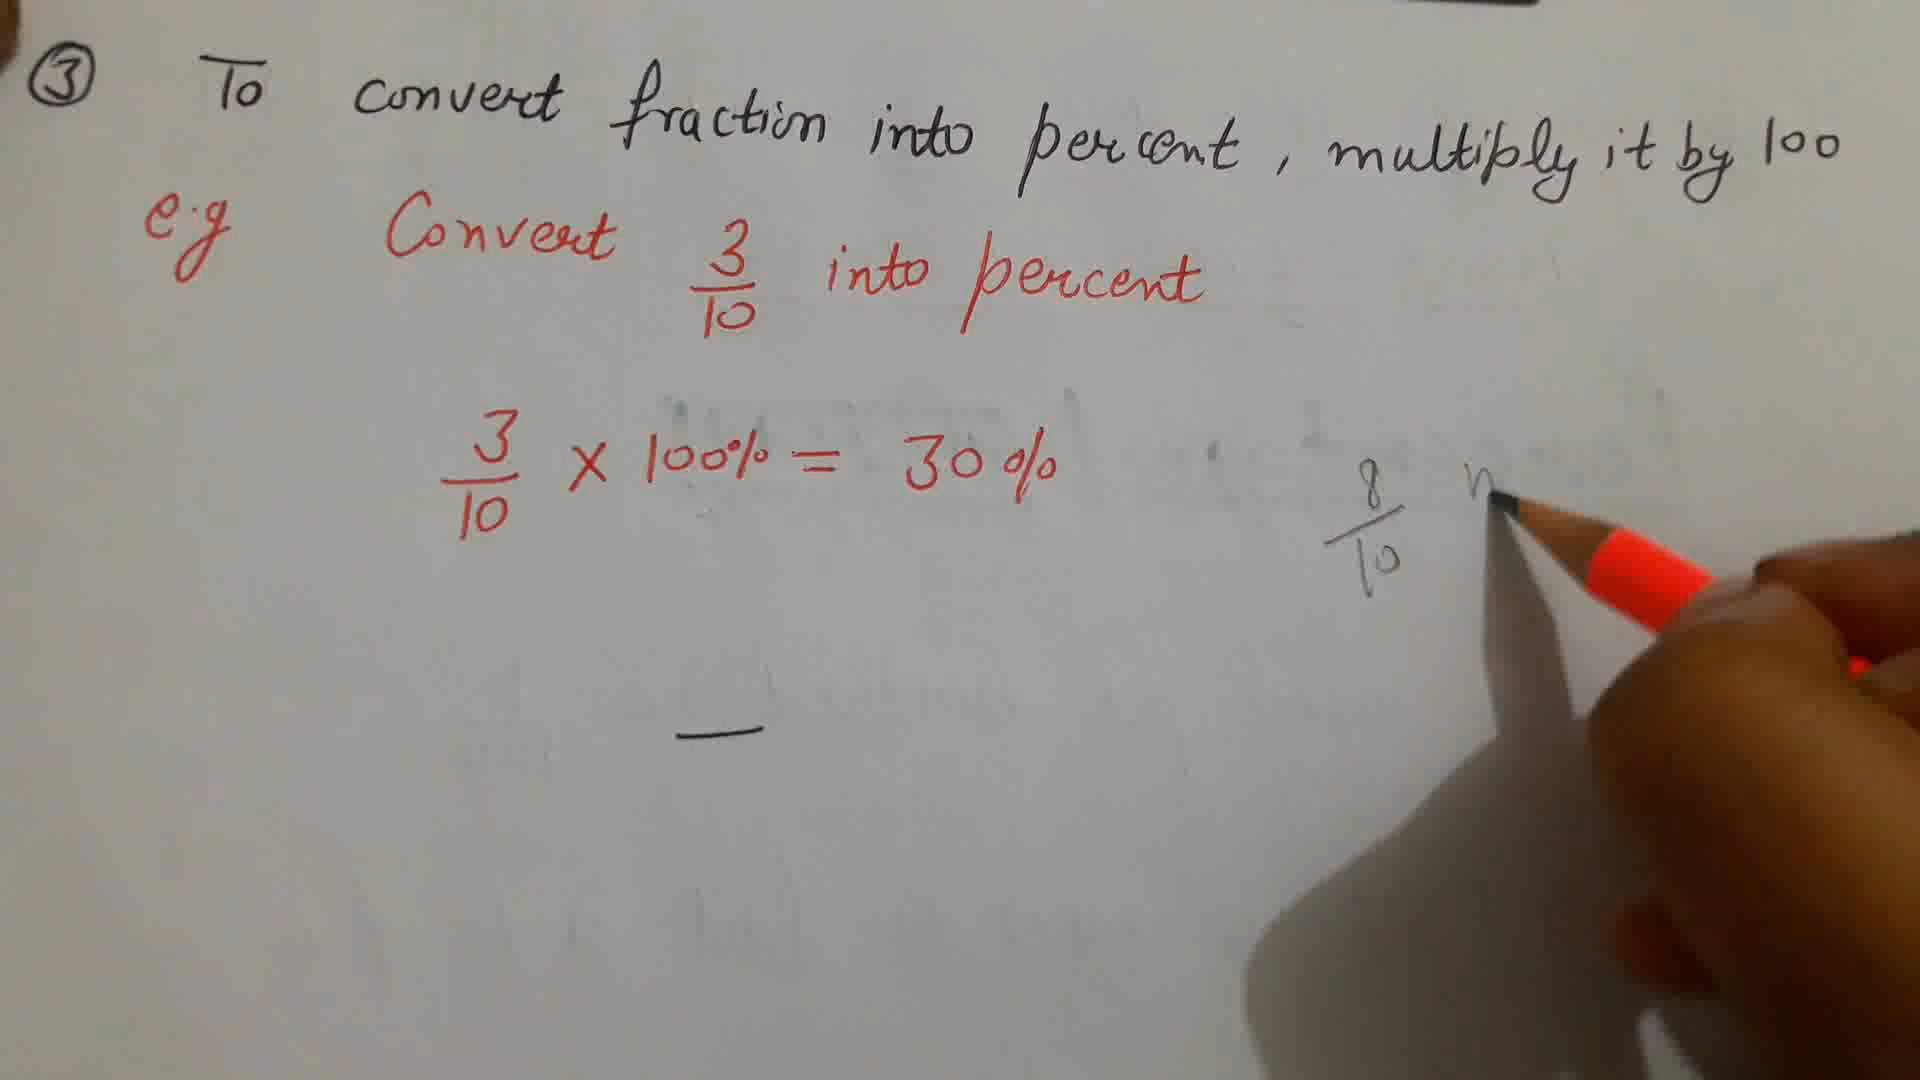 ③ To convert fraction into percent, multiply it by 100
e.g Convert 3/10 into percent
3/10 × 100% = 30%
8/10